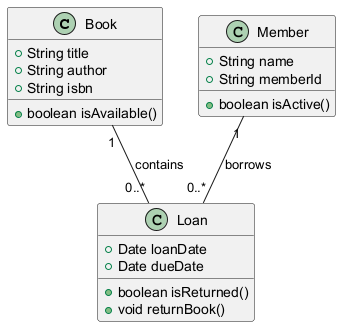 C Book
+ String title
+ String author
+ String isbn
+ boolean isAvailable()
C Member
+ String name
+ String memberId
+ boolean isActive()
1
1
contains
borrows
0..*
0..*
C Loan
+ Date loanDate
+ Date dueDate
+ boolean isReturned()
+ void returnBook()